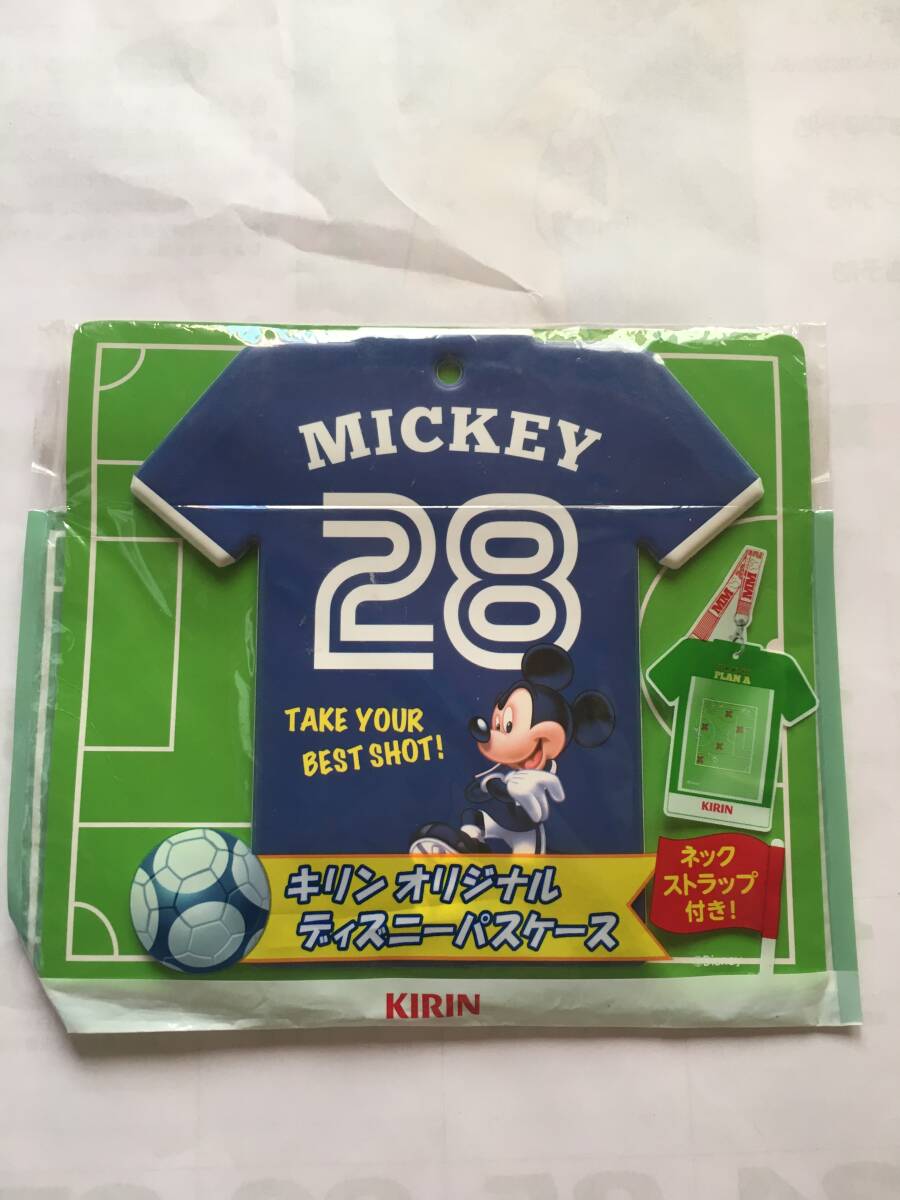 MICKEY
28
TAKE YOUR
BEST SHOT!
MM
MM
PLAN A
KIRIN
ネック
ストラップ
付き!
キリン オリジナル
ディズニーパスケース
©Disney
KIRIN